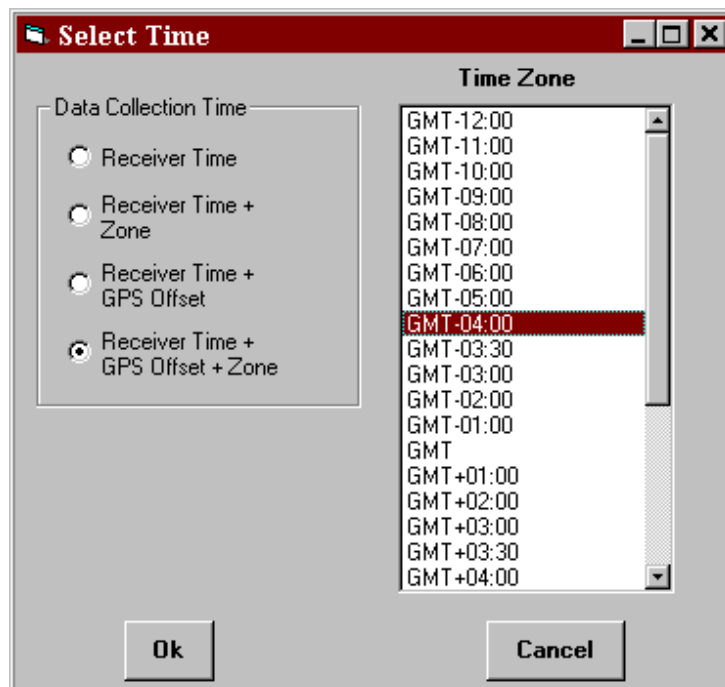 Select Time
Data Collection Time
Receiver Time
Receiver Time +
Zone
Receiver Time +
GPS Offset
Receiver Time +
GPS Offset + Zone
Time Zone
GMT-12:00
GMT-11:00
GMT-10:00
GMT-09:00
GMT-08:00
GMT-07:00
GMT-06:00
GMT-05:00
GMT-04:00
GMT-03:30
GMT-03:00
GMT-02:00
GMT-01:00
GMT
GMT+01:00
GMT+02:00
GMT+03:00
GMT+03:30
GMT+04:00
Ok
Cancel